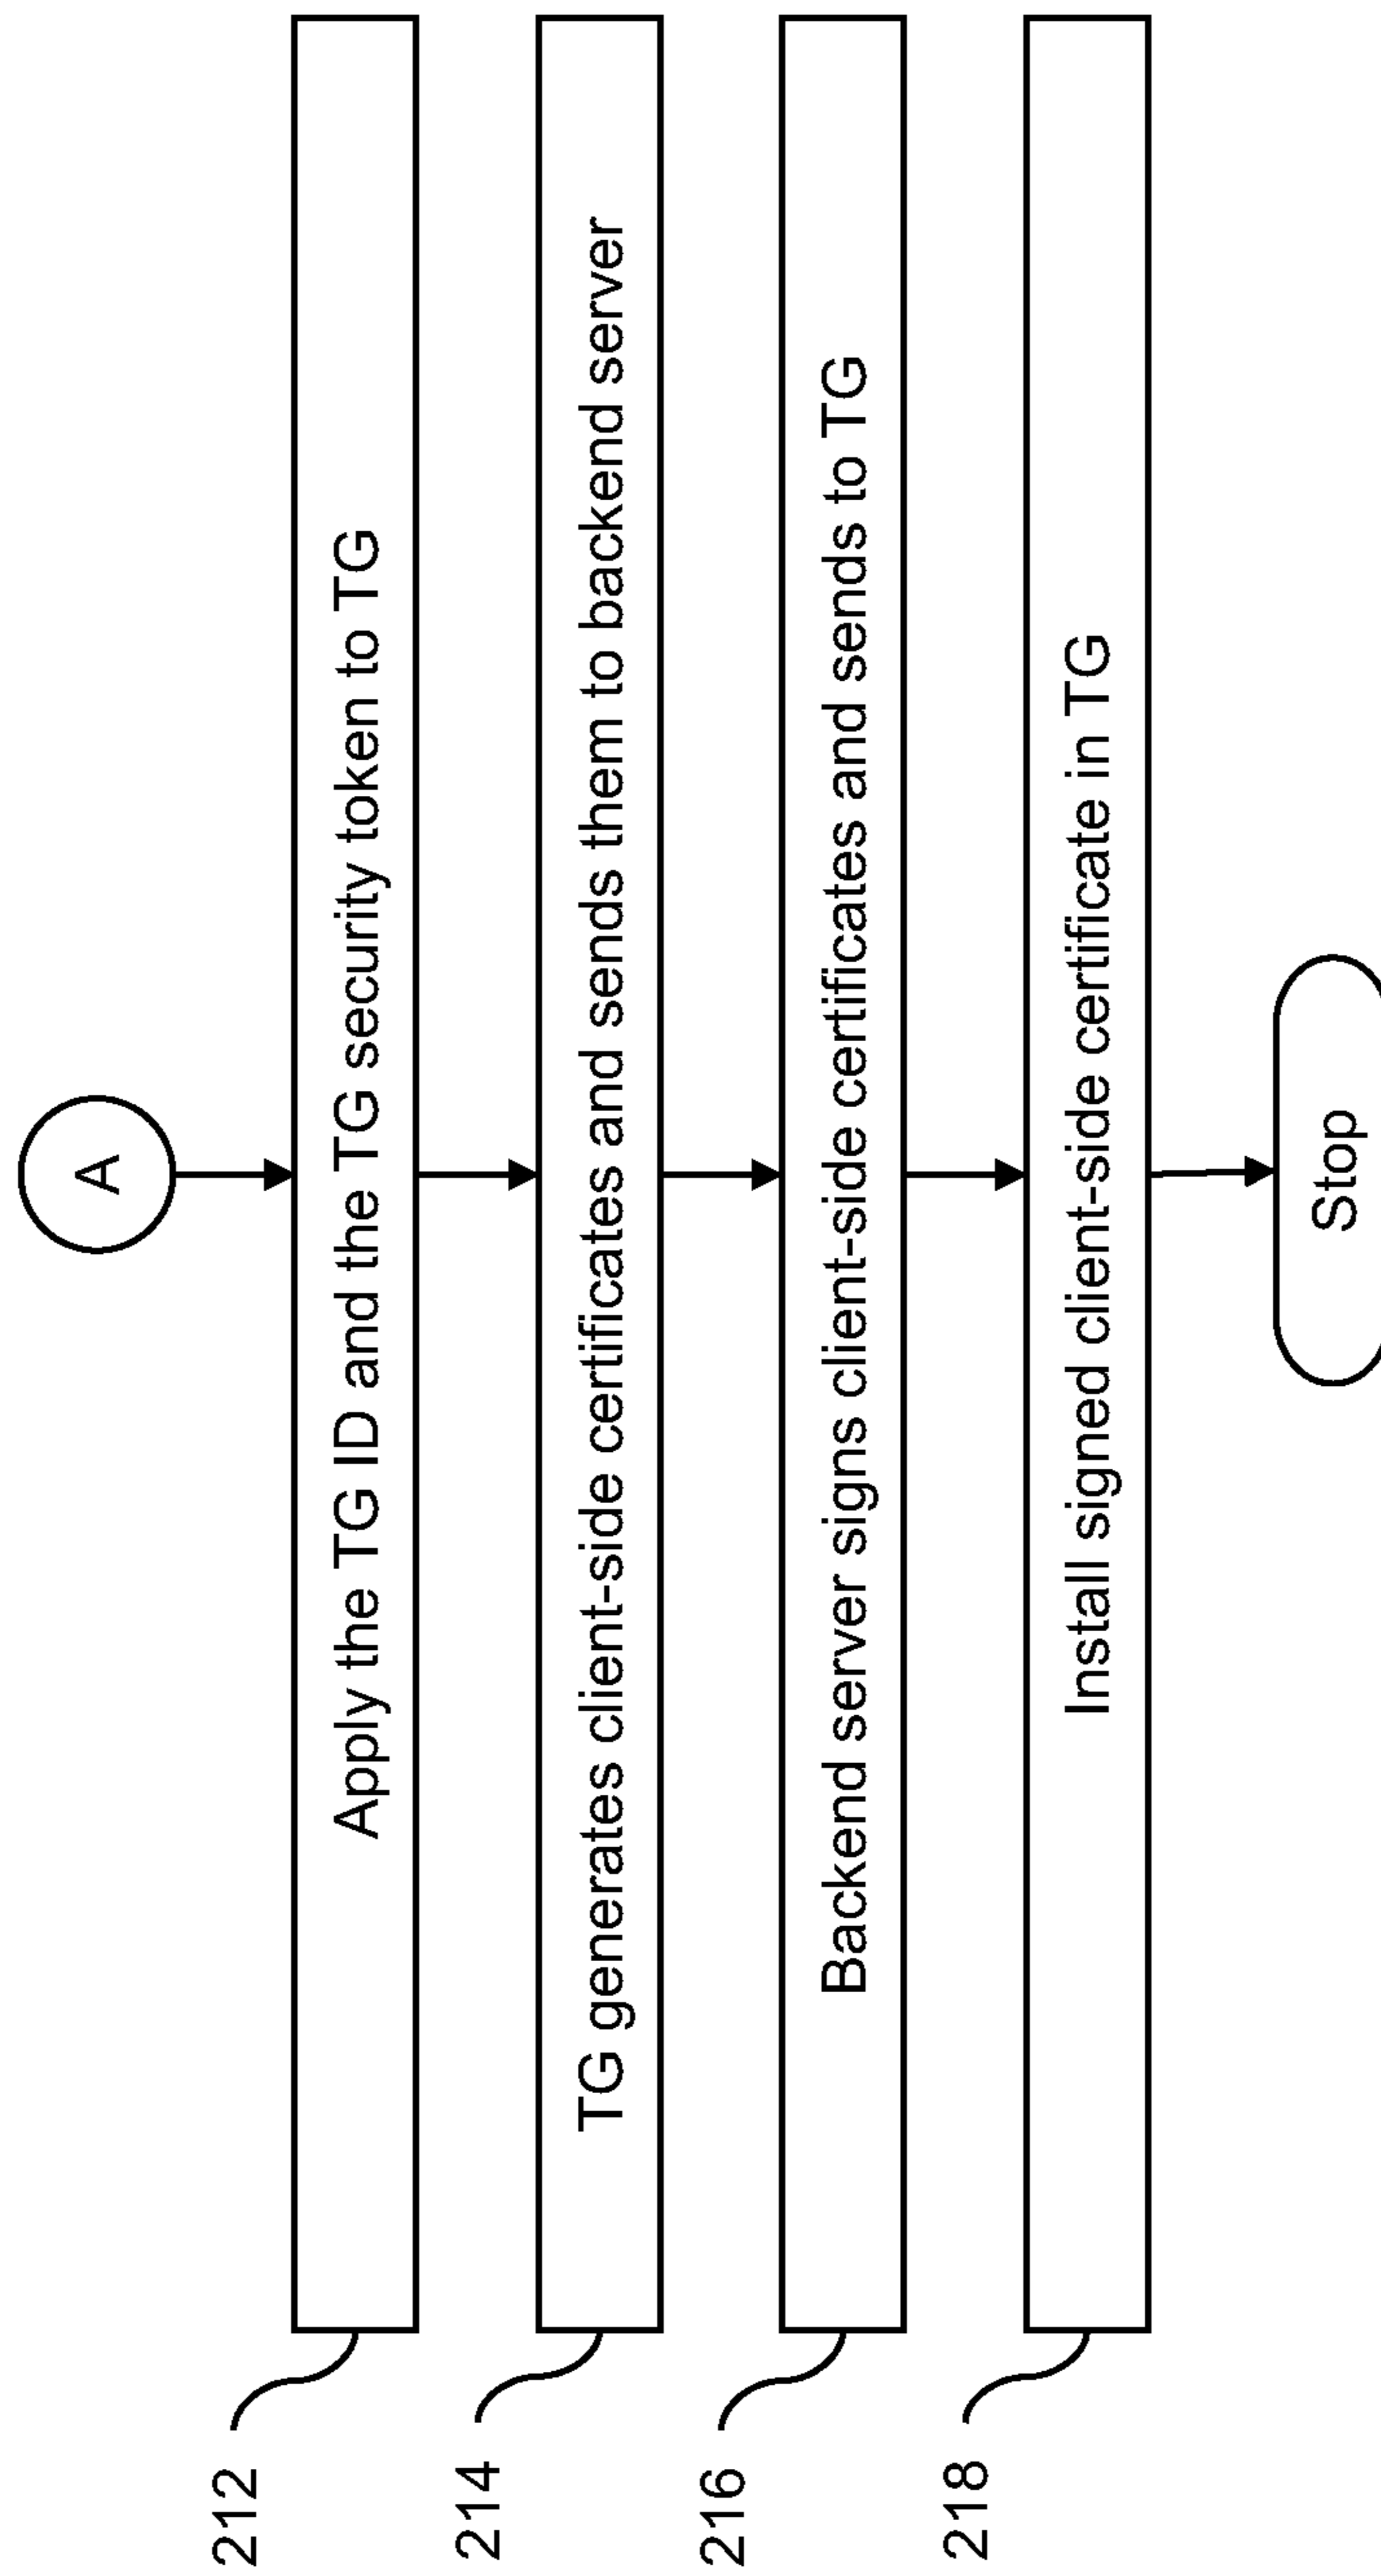 A
212
Apply the TG ID and the TG security token to TG
214
TG generates client-side certificates and sends them to backend server
216
Backend server signs client-side certificates and sends to TG
218
Install signed client-side certificate in TG
Stop